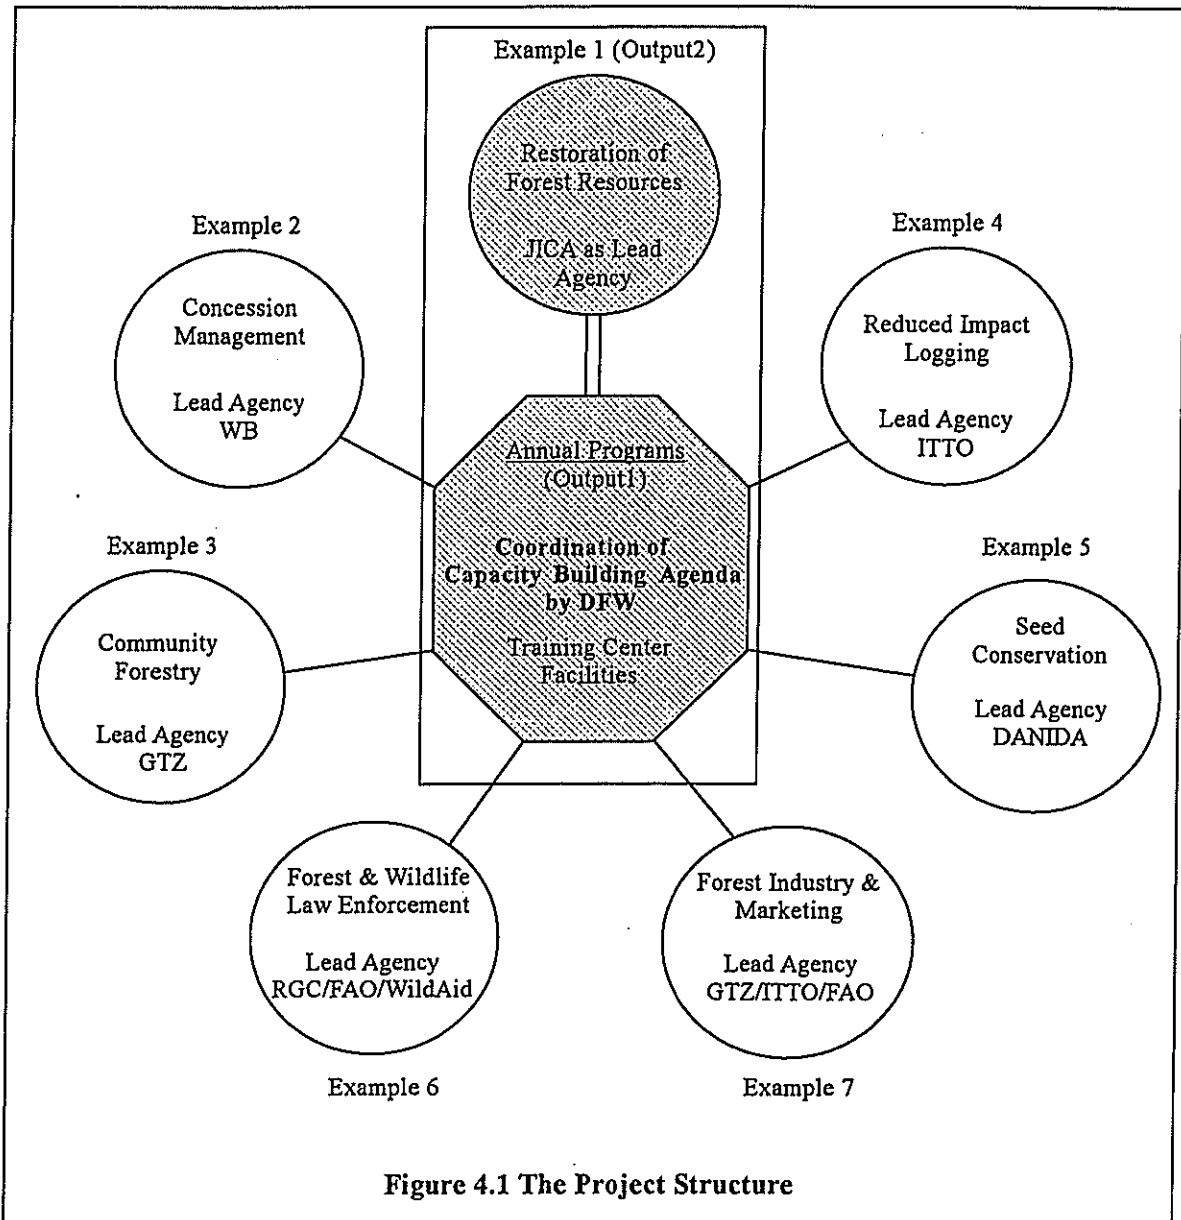 Example 1 (Output2)
Restoration of
Forest Resources
JICA as Lead
Agency
Example 2
Concession
Management
Lead Agency
WB
Example 4
Reduced Impact
Logging
Lead Agency
ITTO
Annual Programs
(Output1)
Coordination of
Capacity Building Agenda
by DFW
Training Center
Facilities
Example 3
Community
Forestry
Lead Agency
GTZ
Example 5
Seed
Conservation
Lead Agency
DANIDA
Forest & Wildlife
Law Enforcement
Lead Agency
RGC/FAO/WildAid
Example 6
Forest Industry &
Marketing
Lead Agency
GTZ/ITTO/FAO
Example 7
Figure 4.1 The Project Structure